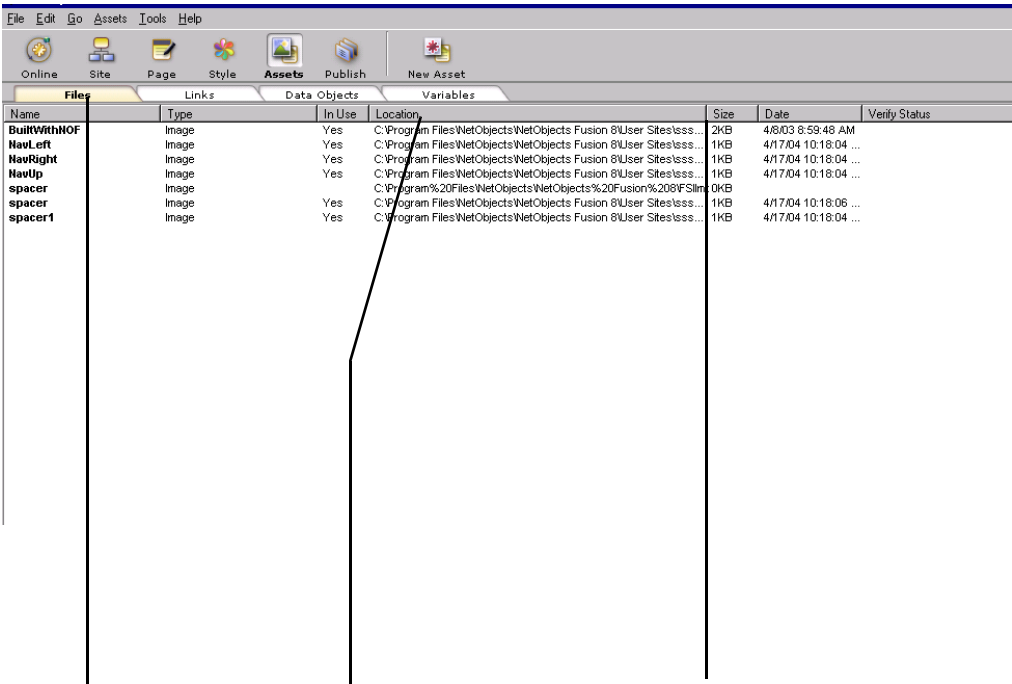 File Edit Go Assets Tools Help
Online Site Page Style Assets Publish New Asset
Files Links Data Objects Variables
Name Type In Use Location Size Date Verify Status
BuiltWithNOF Image Yes C:\Program Files\NetObjects\NetObjects Fusion 8\User Sites\sss... 2KB 4/8/03 8:59:48 AM
NavLeft Image Yes C:\Program Files\NetObjects\NetObjects Fusion 8\User Sites\sss... 1KB 4/17/04 10:18:04 ...
NavRight Image Yes C:\Program Files\NetObjects\NetObjects Fusion 8\User Sites\sss... 1KB 4/17/04 10:18:04 ...
NavUp Image Yes C:\Program Files\NetObjects\NetObjects Fusion 8\User Sites\sss... 1KB 4/17/04 10:18:04 ...
spacer Image C:\Program%20Files\NetObjects\NetObjects%20Fusion%208\FSIIm 0KB
spacer Image Yes C:\Program Files\NetObjects\NetObjects Fusion 8\User Sites\sss... 1KB 4/17/04 10:18:06 ...
spacer1 Image Yes C:\Program Files\NetObjects\NetObjects Fusion 8\User Sites\sss... 1KB 4/17/04 10:18:04 ...